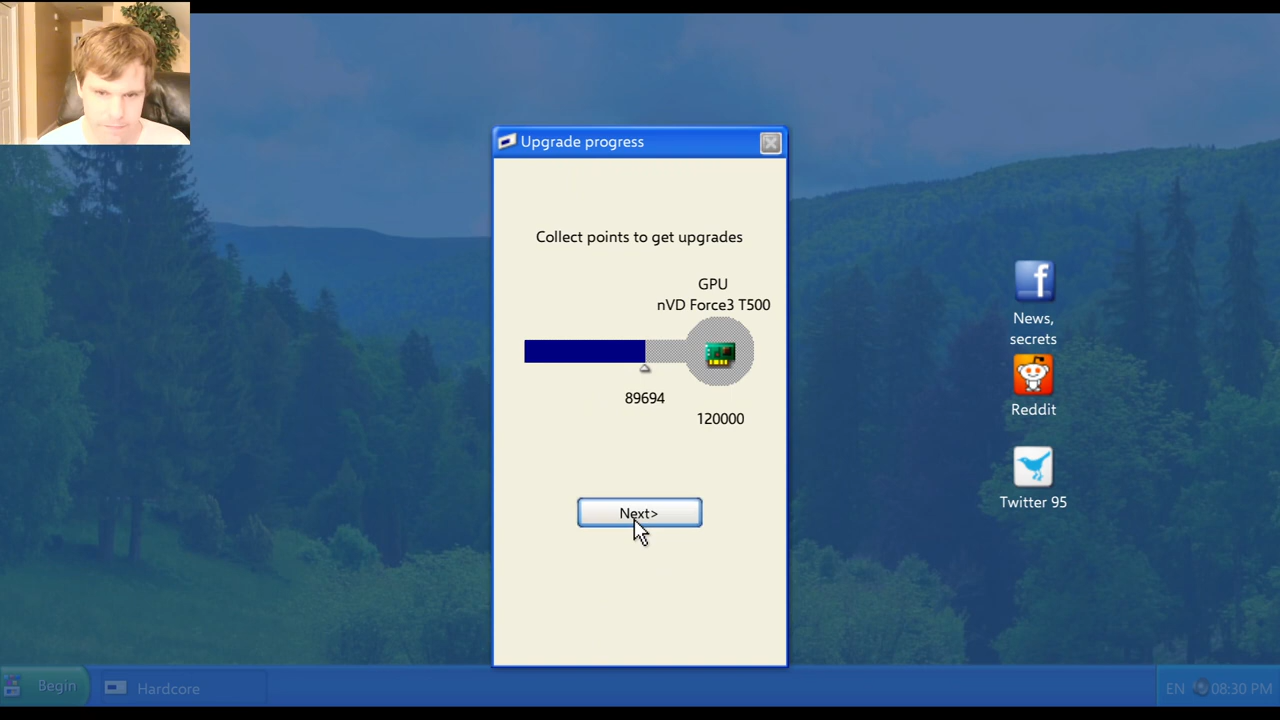 Upgrade progress
Collect points to get upgrades
GPU
nVD Force3 T500
89694
120000
Next>
News,
secrets
Reddit
Twitter 95
Begin
Hardcore
EN 08:30 PM